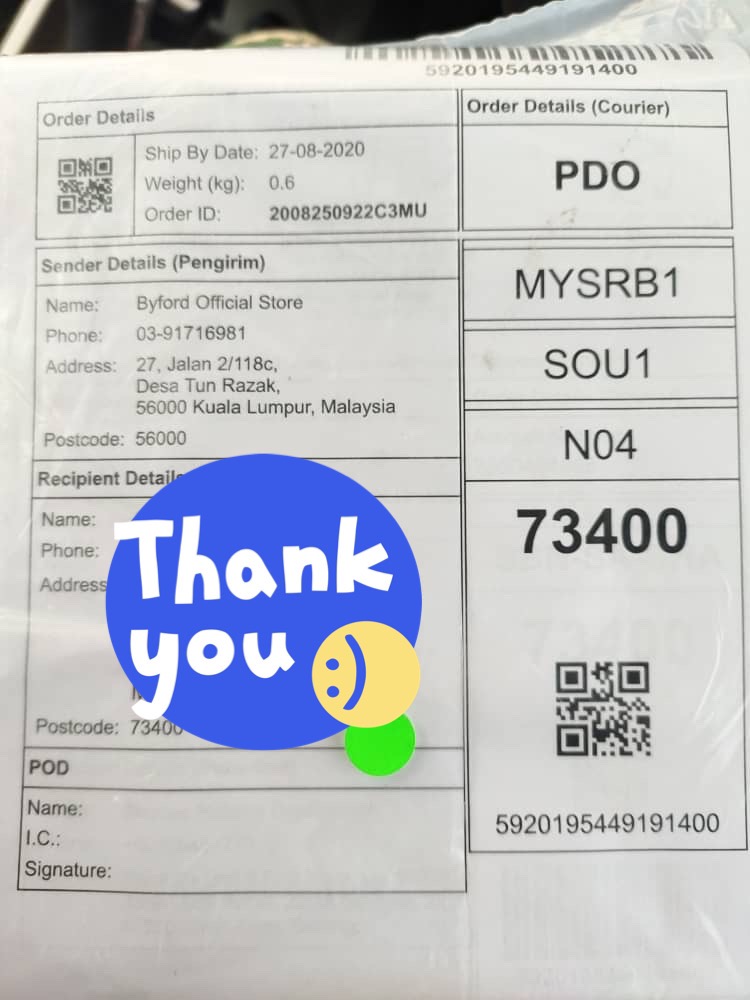 5920195449191400
Order Details
Ship By Date: 27-08-2020
Weight (kg): 0.6
Order ID: 2008250922C3MU
Sender Details (Pengirim)
Name: Byford Official Store
Phone: 03-91716981
Address: 27, Jalan 2/118c,
Desa Tun Razak,
56000 Kuala Lumpur, Malaysia
Postcode: 56000
Recipient Details
Name:
Phone:
Address
Thank
you
Postcode: 73400
POD
Name:
I.C.:
Signature:
Order Details (Courier)
PDO
MYSRB1
SOU1
N04
73400
5920195449191400